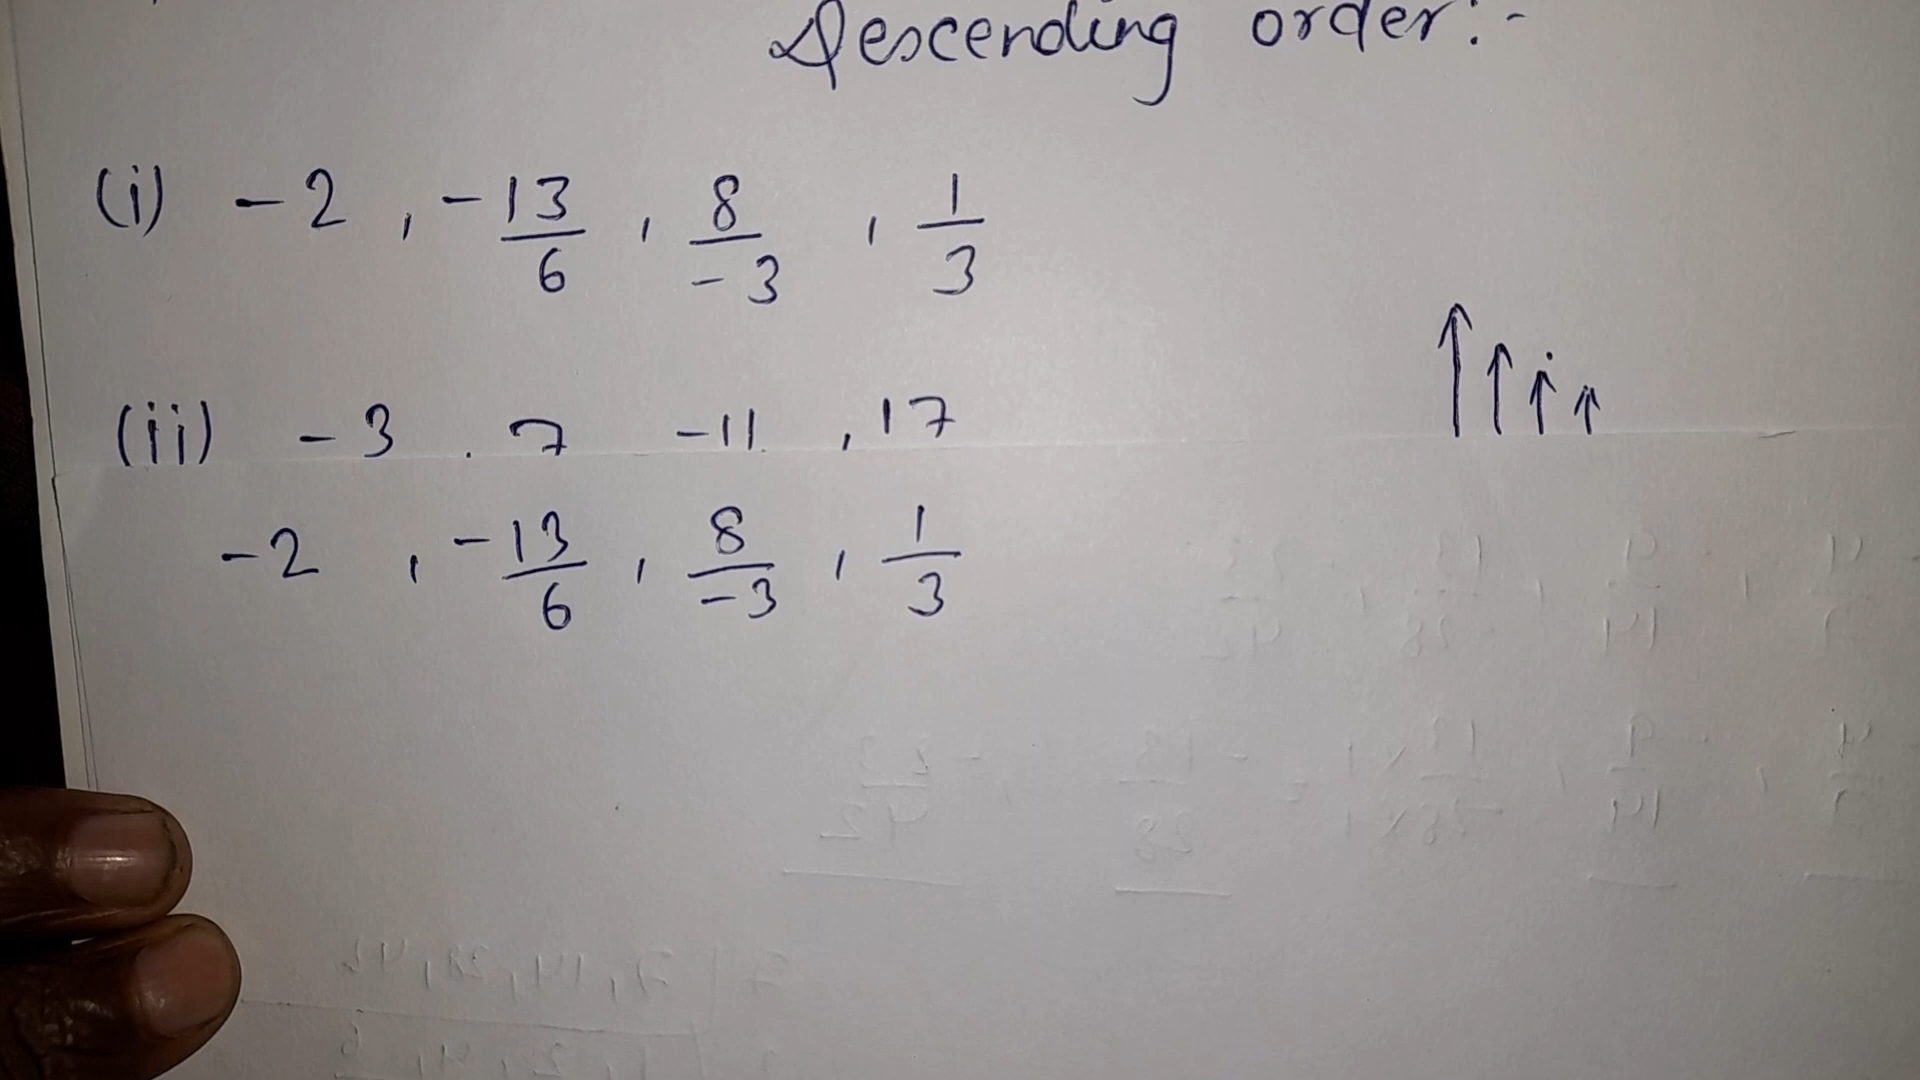 Descending order:-
(i) -2, -13/6, 8/-3, 1/3
(ii) -3 . 7 -11 , 17
-2, -13/6, 8/-3, 1/3